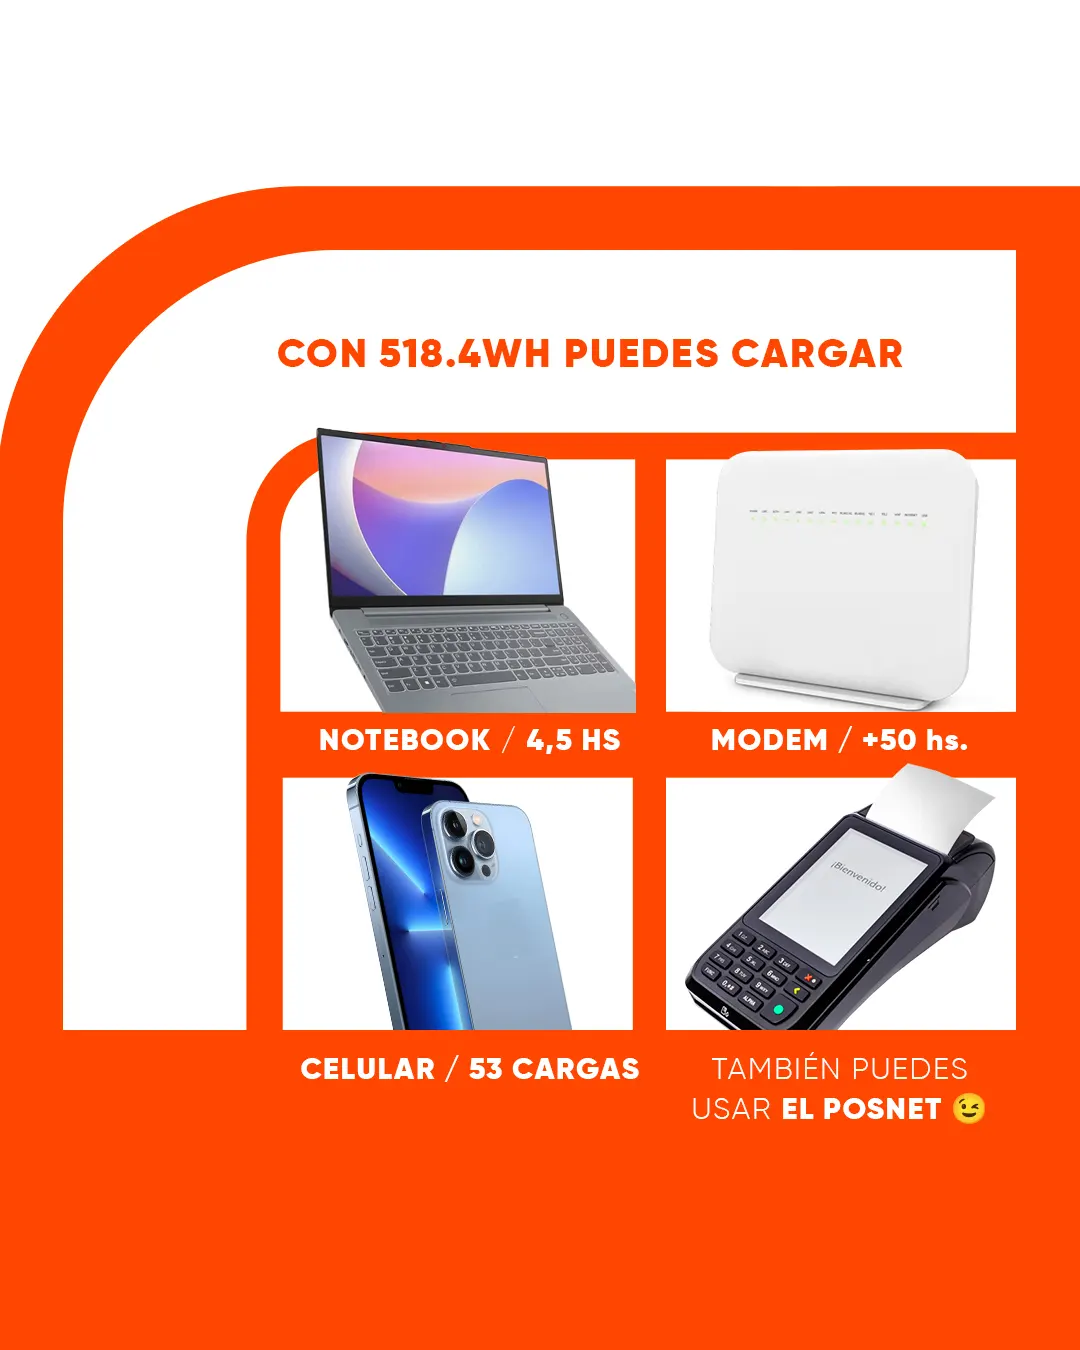 CON 518.4WH PUEDES CARGAR
NOTEBOOK / 4,5 HS
MODEM / +50 hs.
¡Bienvenido!
CELULAR / 53 CARGAS
TAMBIÉN PUEDES
USAR EL POSNET 😉